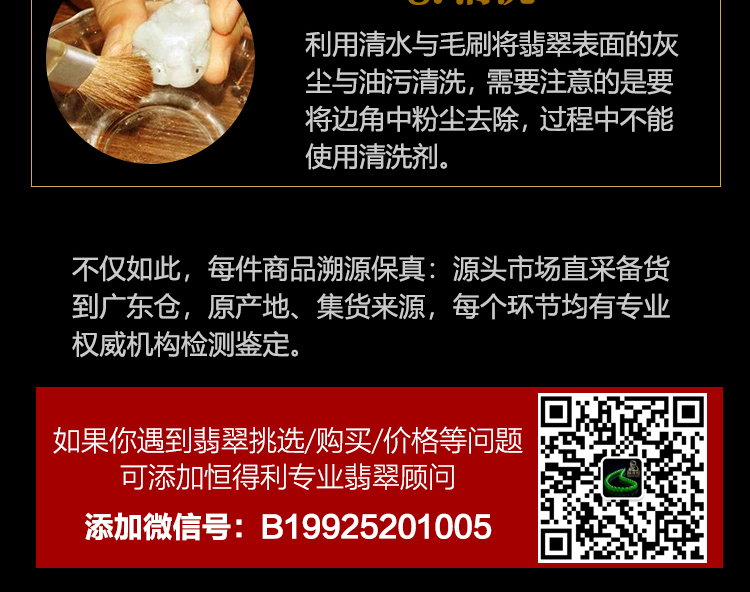 利用清水与毛刷将翡翠表面的灰
尘与油污清洗，需要注意的是要
将边角中粉尘去除，过程中不能
使用清洗剂。
不仅如此，每件商品溯源保真：源头市场直采备货
到广东仓，原产地、集货来源，每个环节均有专业
权威机构检测鉴定。
如果你遇到翡翠挑选/购买/价格等问题
可添加恒得利专业翡翠顾问
添加微信号：B19925201005